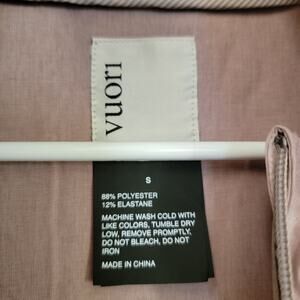 vuori
S
88% POLYESTER
12% ELASTANE
MACHINE WASH COLD WITH
LIKE COLORS, TUMBLE DRY
LOW, REMOVE PROMPTLY,
DO NOT BLEACH, DO NOT
IRON
MADE IN CHINA